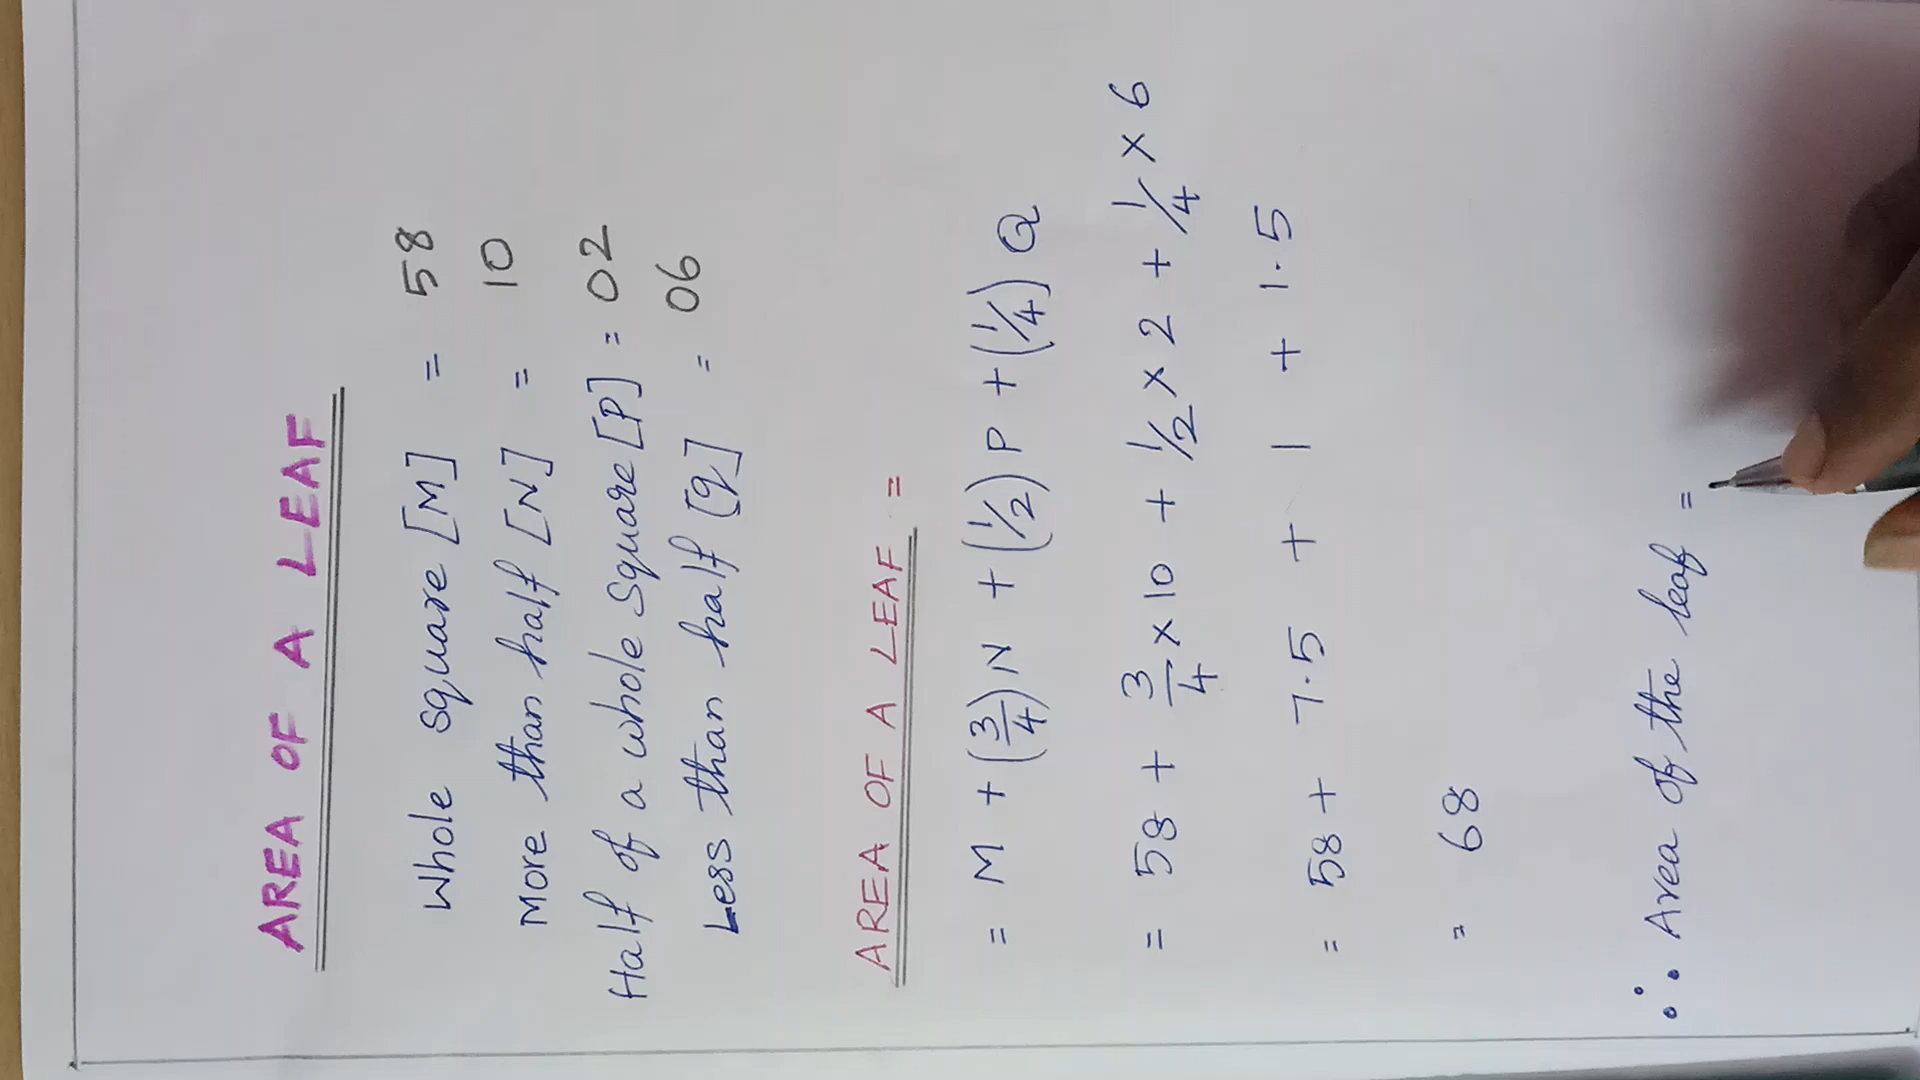 AREA OF A LEAF
Whole square [M] = 58
More than half [N] = 10
Half of a whole square [P] = 02
Less than half [q] = 06
AREA OF A LEAF =
= M + (3/4) N + (1/2) P + (1/4) Q
= 58 + 3/4 × 10 + 1/2 × 2 + 1/4 × 6
= 58 + 7.5 + 1 + 1.5
= 68
∴ Area of the leaf =